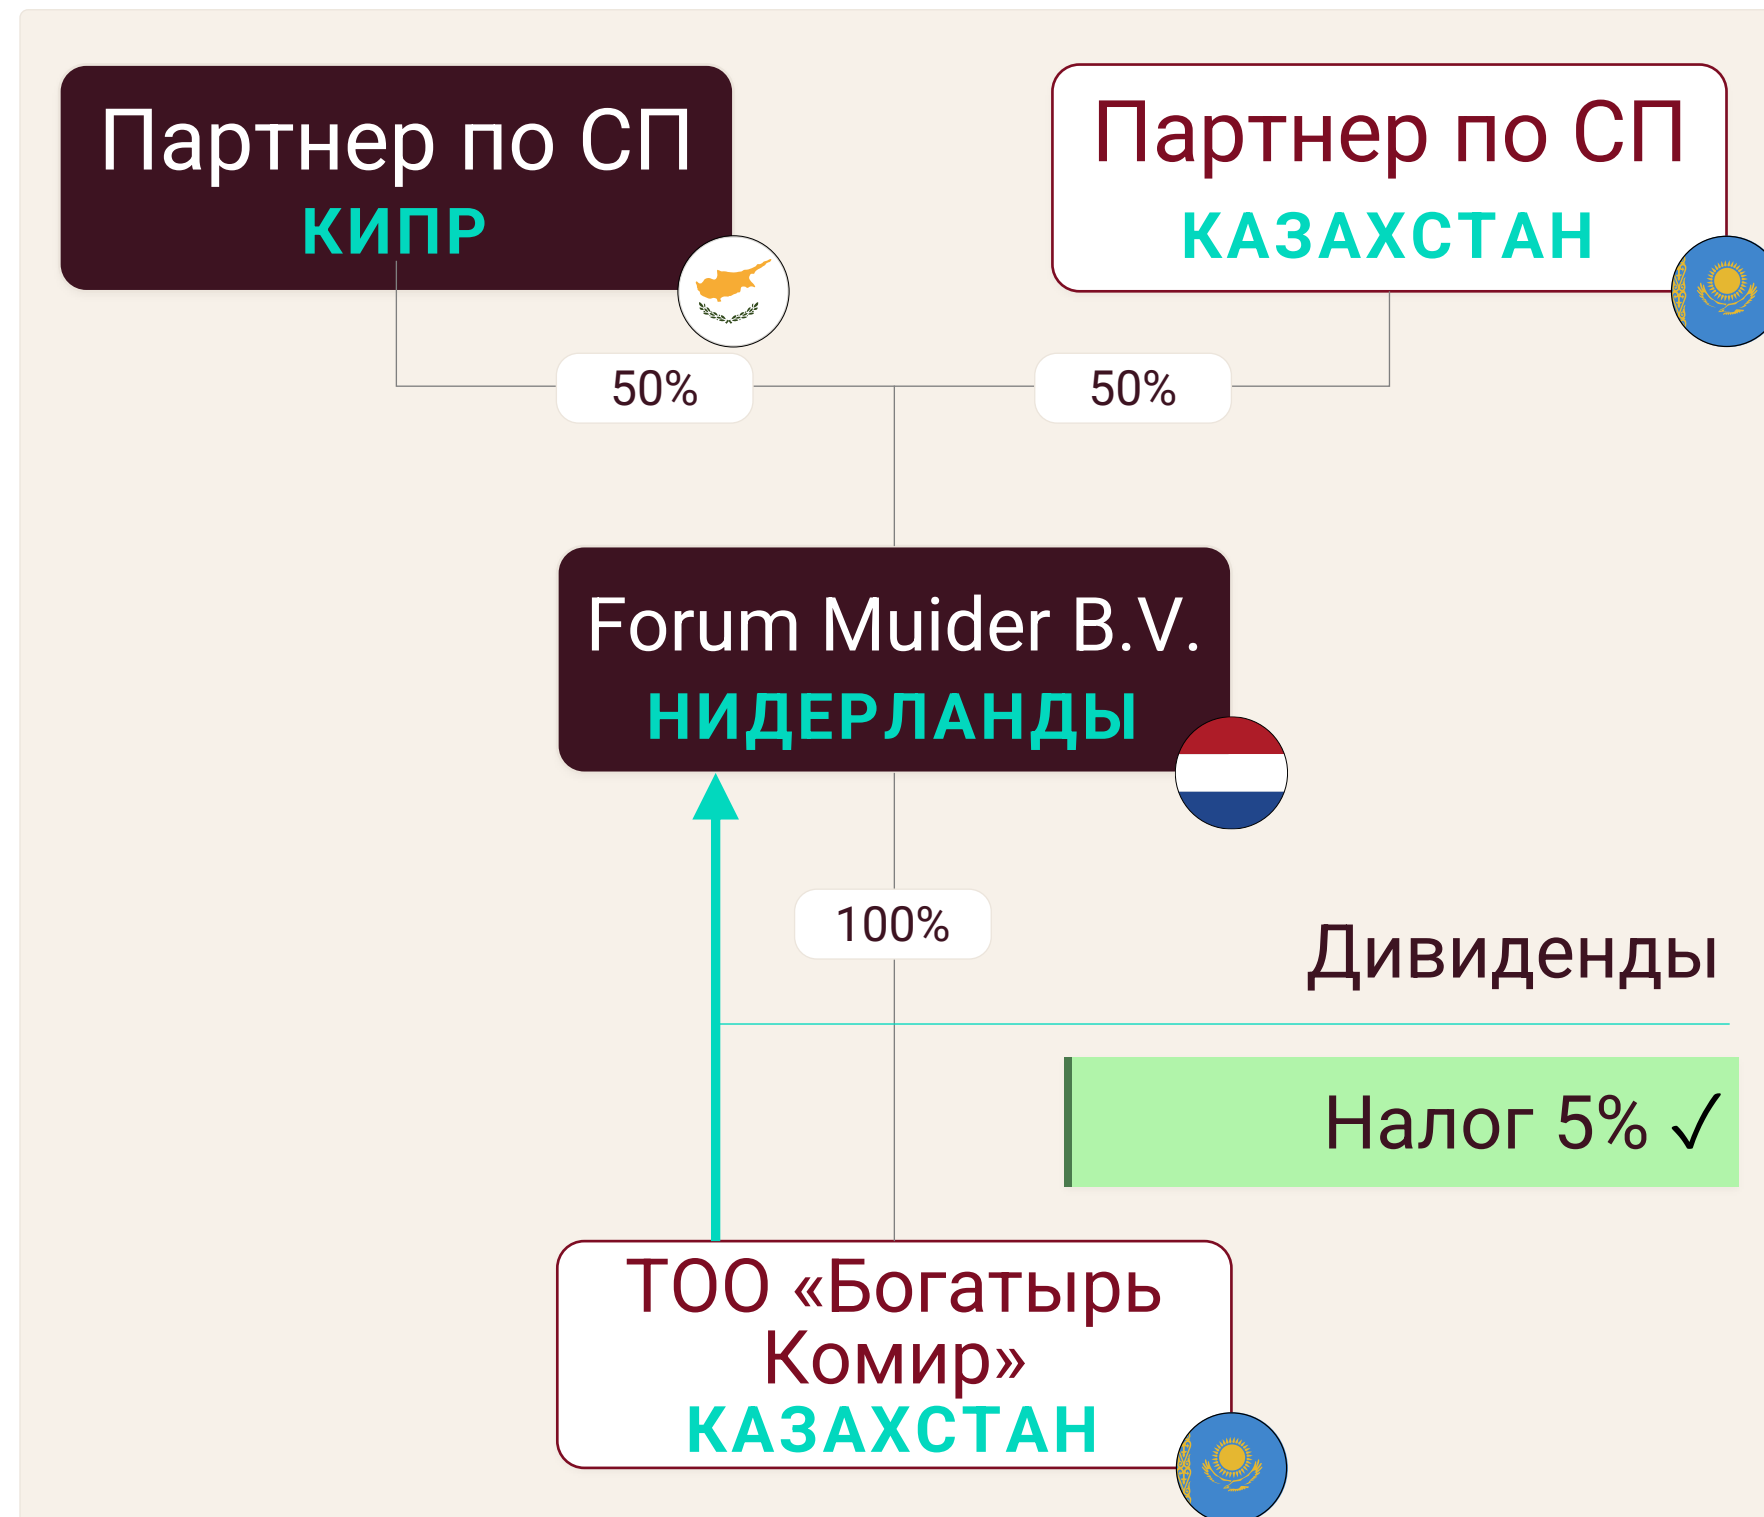 Партнер по СП
КИПР
Партнер по СП
КАЗАХСТАН
50%
50%
Forum Muider B.V.
НИДЕРЛАНДЫ
100%
Дивиденды
Налог 5% ✓
ТОО «Богатырь
Комир»
КАЗАХСТАН